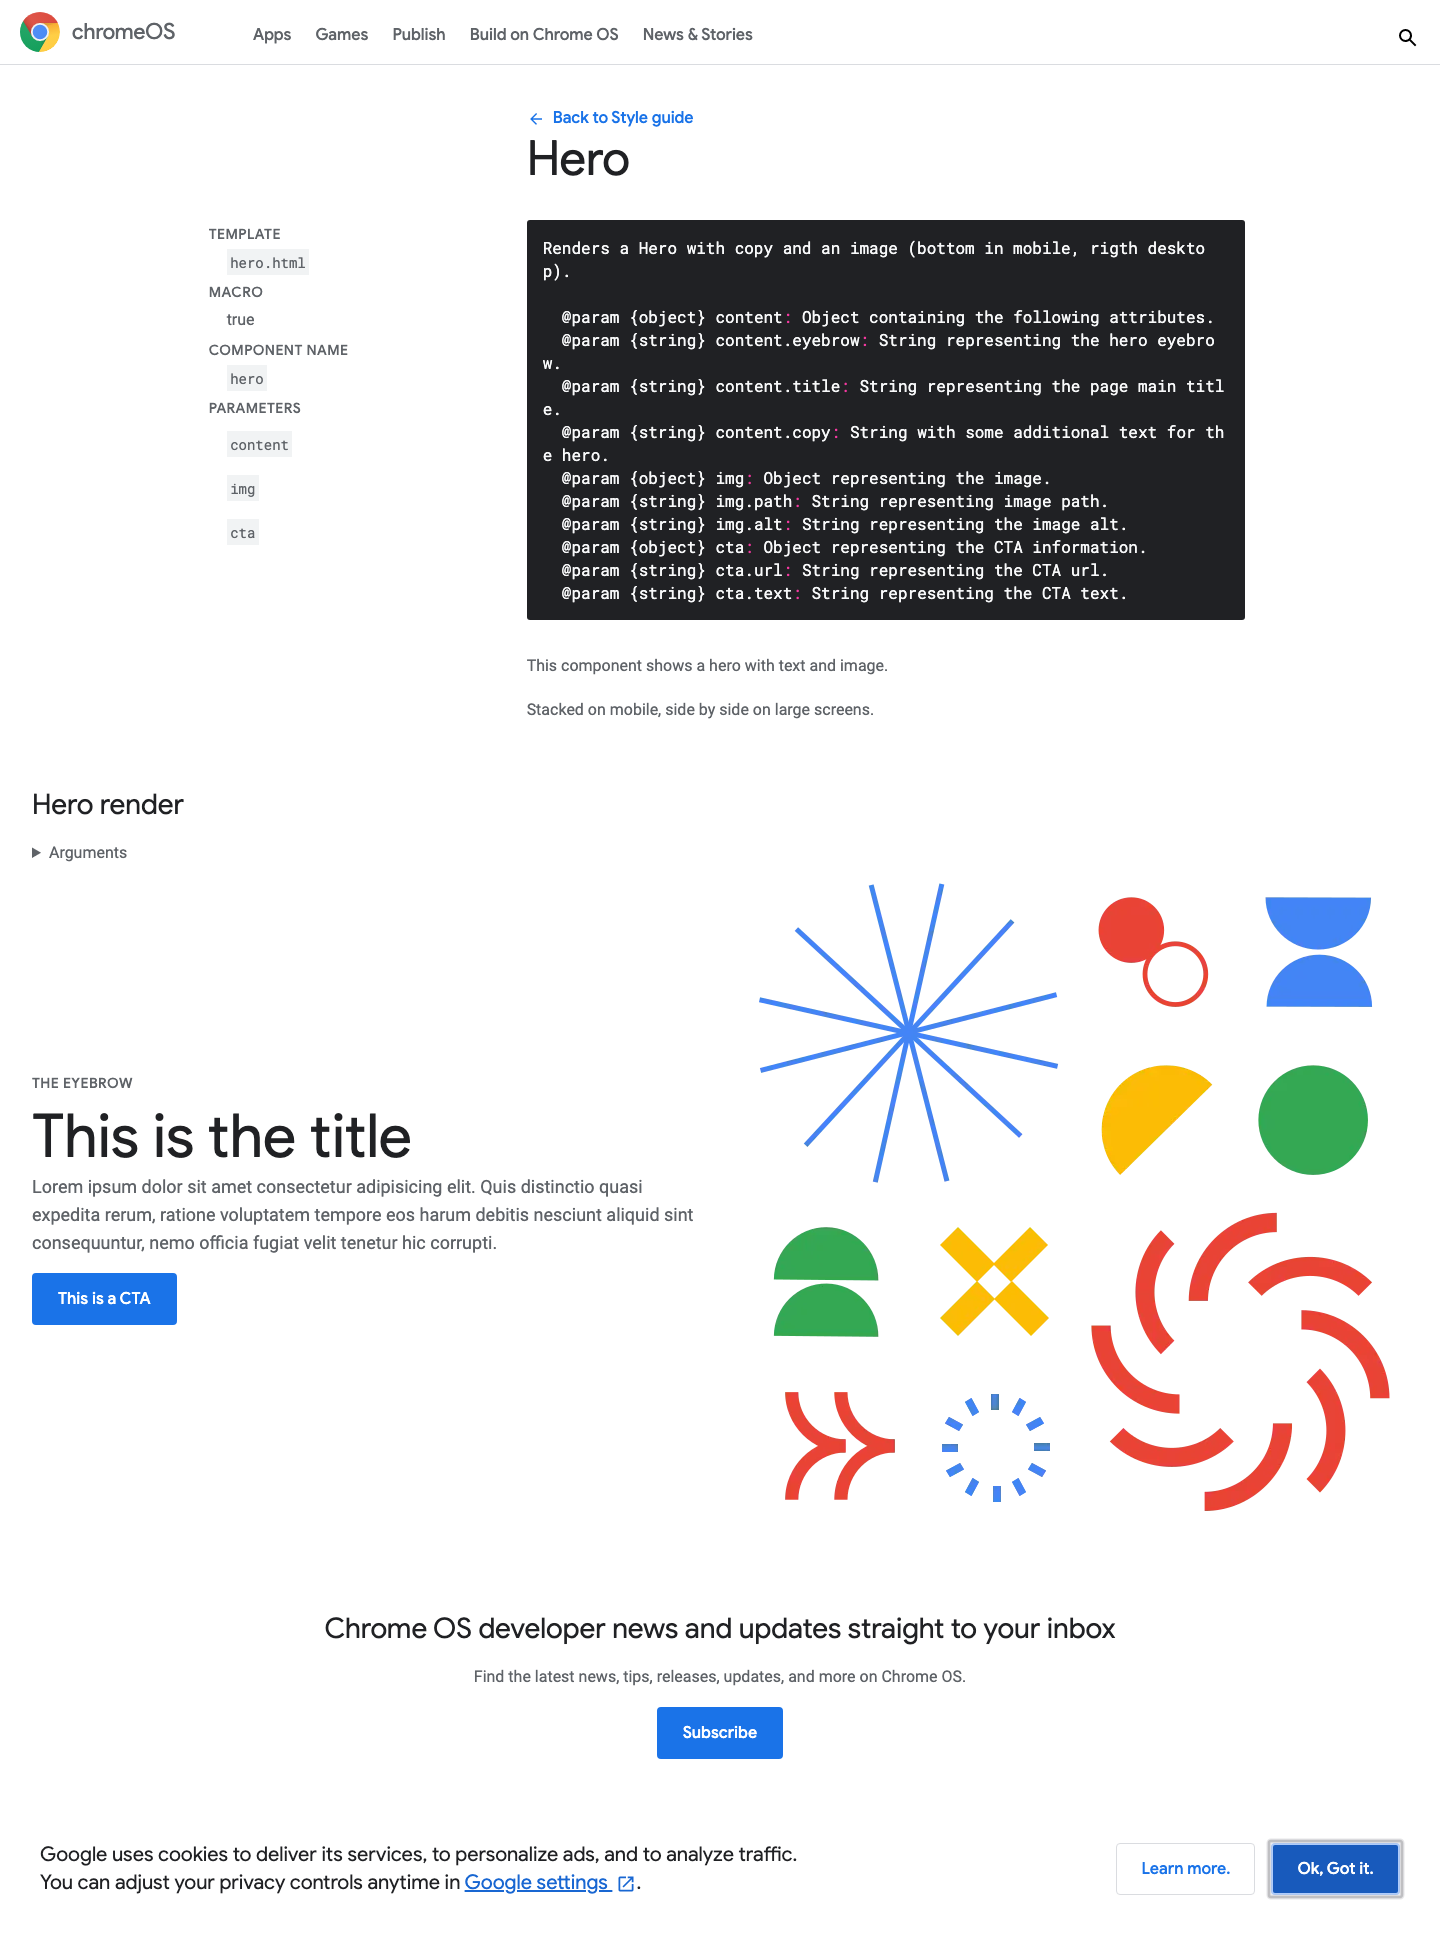 chromeOS
Apps
Games
Publish
Build on Chrome OS
News & Stories
Back to Style guide
Hero
TEMPLATE
hero.html
MACRO
true
COMPONENT NAME
hero
PARAMETERS
content
img
cta
Renders a Hero with copy and an image (bottom in mobile, rigth deskto
p).
@param {object} content: Object containing the following attributes.
@param {string} content.eyebrow: String representing the hero eyebro
w.
@param {string} content.title: String representing the page main titl
e.
@param {string} content.copy: String with some additional text for th
e hero.
@param {object} img: Object representing the image.
@param {string} img.path: String representing image path.
@param {string} img.alt: String representing the image alt.
@param {object} cta: Object representing the CTA information.
@param {string} cta.url: String representing the CTA url.
@param {string} cta.text: String representing the CTA text.
This component shows a hero with text and image.
Stacked on mobile, side by side on large screens.
Hero render
Arguments
THE EYEBROW
This is the title
Lorem ipsum dolor sit amet consectetur adipisicing elit. Quis distinctio quasi
expedita rerum, ratione voluptatem tempore eos harum debitis nesciunt aliquid sint
consequuntur, nemo officia fugiat velit tenetur hic corrupti.
This is a CTA
Chrome OS developer news and updates straight to your inbox
Find the latest news, tips, releases, updates, and more on Chrome OS.
Subscribe
Google uses cookies to deliver its services, to personalize ads, and to analyze traffic.
You can adjust your privacy controls anytime in Google settings .
Learn more.
Ok, Got it.